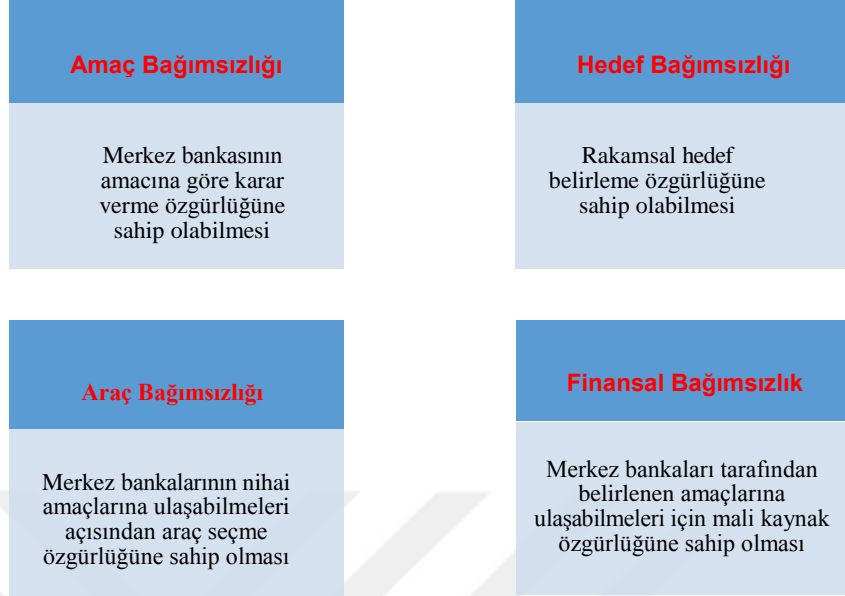 Amaç Bağımsızlığı
Merkez bankasının
amacına göre karar
verme özgürlüğüne
sahip olabilmesi
Hedef Bağımsızlığı
Rakamsal hedef
belirleme özgürlüğüne
sahip olabilmesi
Araç Bağımsızlığı
Merkez bankalarının nihai
amaçlarına ulaşabilmeleri
açısından araç seçme
özgürlüğüne sahip olması
Finansal Bağımsızlık
Merkez bankaları tarafından
belirlenen amaçlarına
ulaşabilmeleri için mali kaynak
özgürlüğüne sahip olması